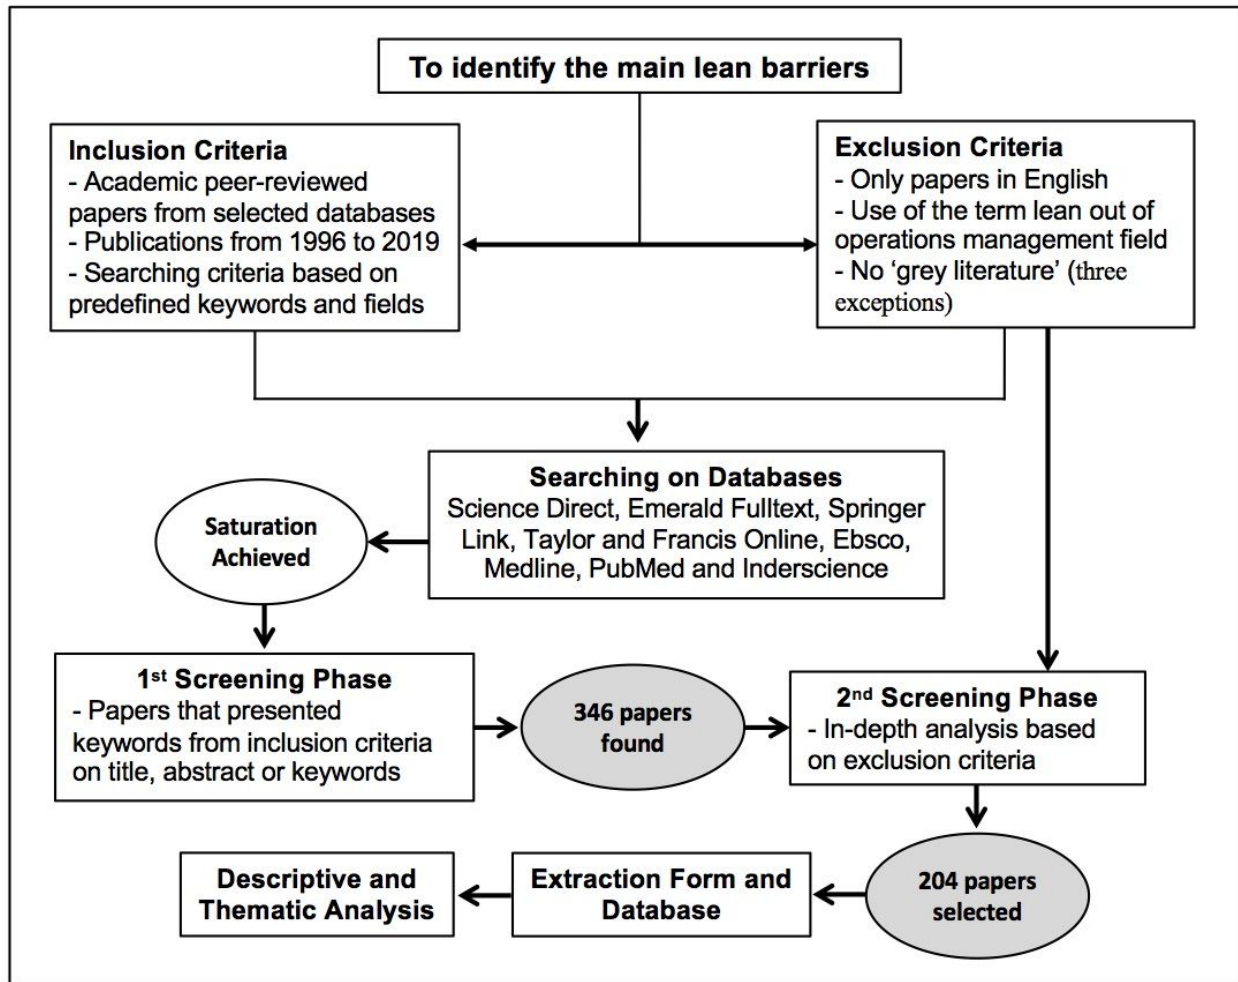 To identify the main lean barriers
Inclusion Criteria
- Academic peer-reviewed
papers from selected databases
- Publications from 1996 to 2019
- Searching criteria based on
predefined keywords and fields
Exclusion Criteria
- Only papers in English
- Use of the term lean out of
operations management field
- No ‘grey literature’ (three
exceptions)
Searching on Databases
Science Direct, Emerald Fulltext, Springer
Link, Taylor and Francis Online, Ebsco,
Medline, PubMed and Inderscience
Saturation
Achieved
1st Screening Phase
- Papers that presented
keywords from inclusion criteria
on title, abstract or keywords
346 papers
found
2nd Screening Phase
- In-depth analysis based
on exclusion criteria
204 papers
selected
Extraction Form and
Database
Descriptive and
Thematic Analysis